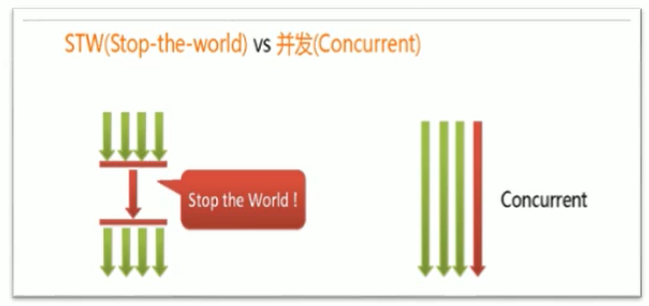 STW(Stop-the-world) vs 并发(Concurrent)
Stop the World !
Concurrent